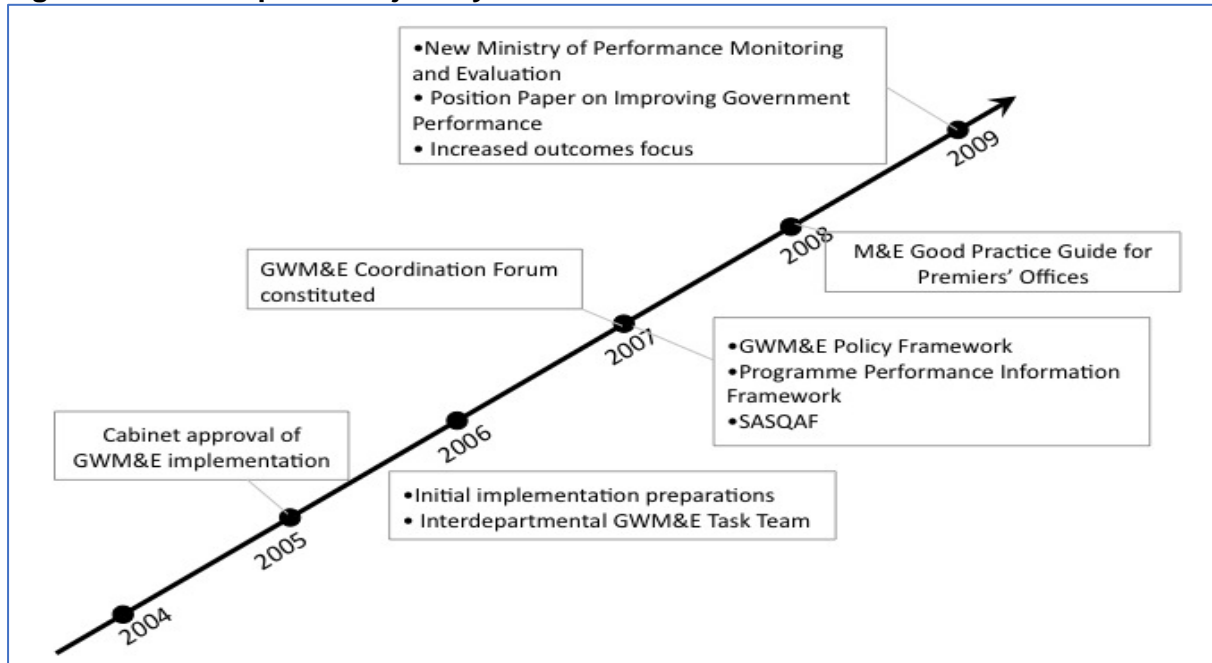 •New Ministry of Performance Monitoring
and Evaluation
• Position Paper on Improving Government
Performance
• Increased outcomes focus
2009
2008
M&E Good Practice Guide for
Premiers' Offices
GWM&E Coordination Forum
constituted
2007
•GWM&E Policy Framework
•Programme Performance Information
Framework
•SASQAF
Cabinet approval of
GWM&E implementation
2006
•Initial implementation preparations
• Interdepartmental GWM&E Task Team
2005
2004